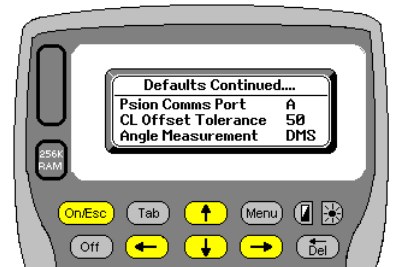 Defaults Continued....
Psion Comms Port A
CL Offset Tolerance 50
Angle Measurement DMS
256K
RAM
On/Esc Tab Menu
Off Del